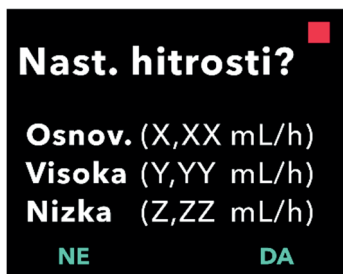 Nast. hitrosti?
Osnov. (X,XX mL/h)
Visoka (Y,YY mL/h)
Nizka (Z,ZZ mL/h)
NE DA